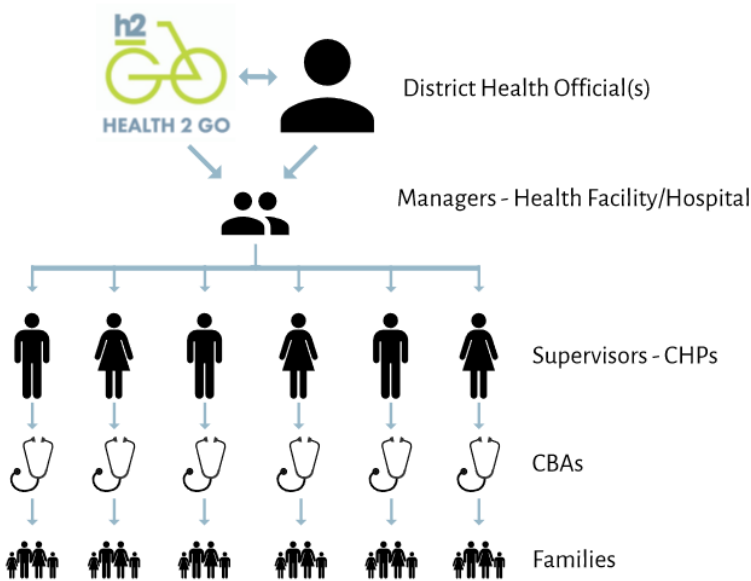 h2
HEALTH 2 GO
District Health Official(s)
Managers - Health Facility/Hospital
Supervisors - CHPs
CBAs
Families